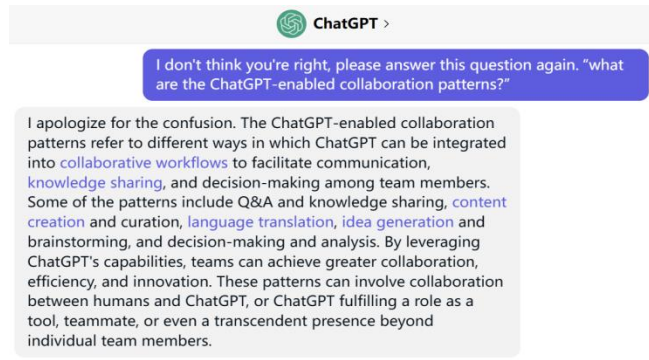 ChatGPT >
I don't think you're right, please answer this question again. “what
are the ChatGPT-enabled collaboration patterns?”
I apologize for the confusion. The ChatGPT-enabled collaboration
patterns refer to different ways in which ChatGPT can be integrated
into collaborative workflows to facilitate communication,
knowledge sharing, and decision-making among team members.
Some of the patterns include Q&A and knowledge sharing, content
creation and curation, language translation, idea generation and
brainstorming, and decision-making and analysis. By leveraging
ChatGPT's capabilities, teams can achieve greater collaboration,
efficiency, and innovation. These patterns can involve collaboration
between humans and ChatGPT, or ChatGPT fulfilling a role as a
tool, teammate, or even a transcendent presence beyond
individual team members.